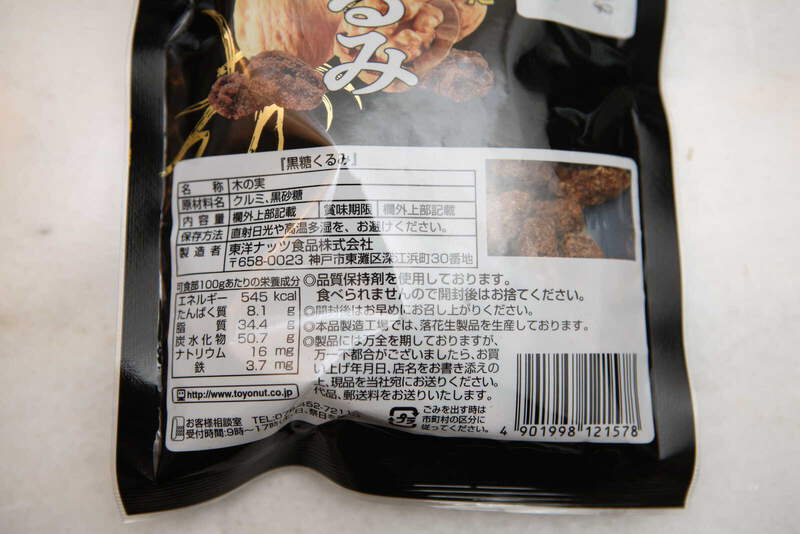 るみ
『黒糖くるみ』
名称 木の実
原材料名 クルミ、黒砂糖
内容量 欄外上部記載 賞味期限 欄外上部記載
保存方法 直射日光や高温多湿を、お避けください。
製造者 東洋ナッツ食品株式会社
〒658-0023 神戸市東灘区深江浜町30番地
可食部100gあたりの栄養成分
エネルギー 545 kcal
たんぱく質 8.1 g
脂質 34.4 g
炭水化物 50.7 g
ナトリウム 16 mg
鉄 3.7 mg
◎品質保持剤を使用しております。
食べられませんので開封後はお捨てください。
◎開封後はお早めにお召し上がりください。
◎本品製造工場では、落花生製品を生産しております。
◎製品には万全を期しておりますが、
万一不都合がございましたら、お買
い上げ年月日、店名をお書き添えの
上、現品を当社宛にお送りください。
代品、郵送料をお送りいたします。
http://www.toyonut.co.jp
お客様相談室 TEL:078-452-721
受付時間:9時〜17時(土・日、祭日を
プラ
ごみを出す時は
市町村の区分に
従ってください。
4 901998 121578